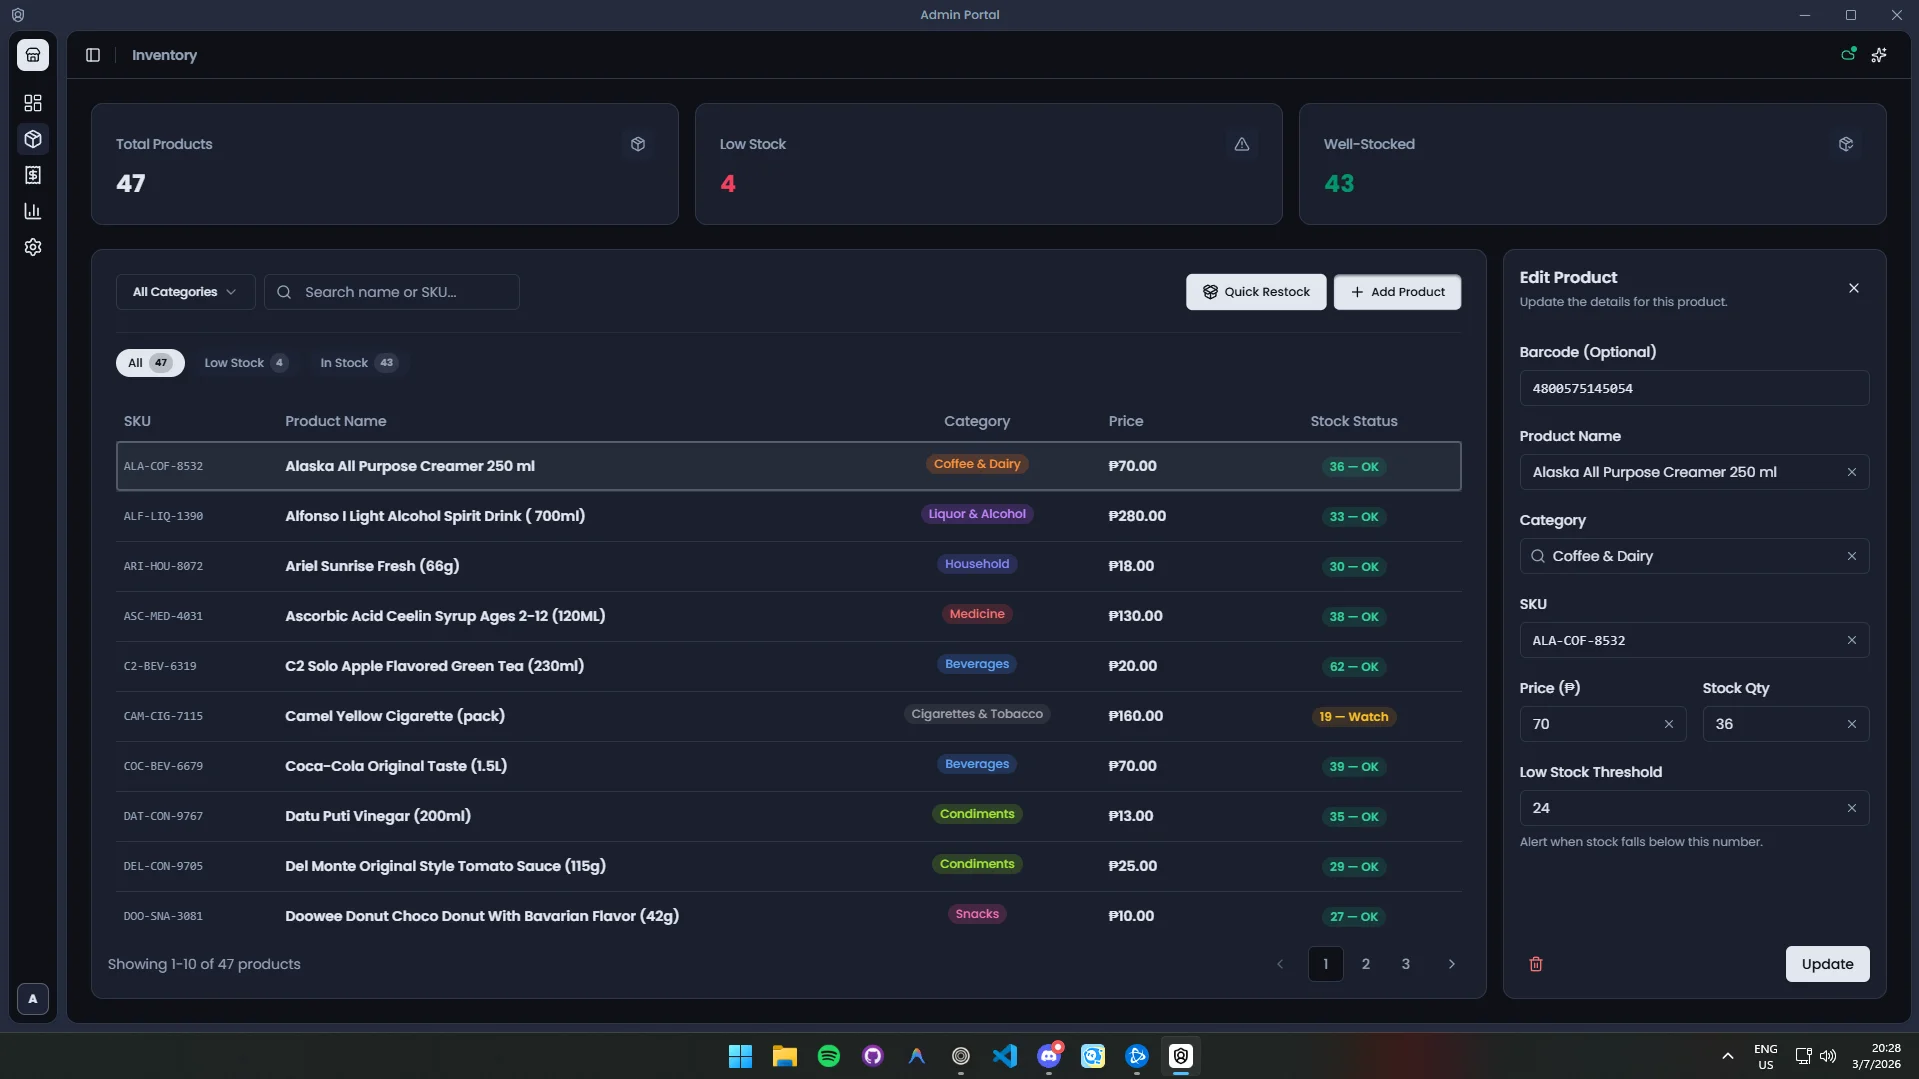 Admin Portal
Inventory
Total Products
47
Low Stock
4
Well-Stocked
43
All Categories
Search name or SKU...
Quick Restock
Add Product
All 47
Low Stock 4
In Stock 43
SKU Product Name Category Price Stock Status
ALA-COF-8532 Alaska All Purpose Creamer 250 ml Coffee & Dairy ₱70.00 36 — OK
ALF-LIQ-1390 Alfonso I Light Alcohol Spirit Drink ( 700ml) Liquor & Alcohol ₱280.00 33 — OK
ARI-HOU-8072 Ariel Sunrise Fresh (66g) Household ₱18.00 30 — OK
ASC-MED-4031 Ascorbic Acid Ceelin Syrup Ages 2-12 (120ML) Medicine ₱130.00 38 — OK
C2-BEV-6319 C2 Solo Apple Flavored Green Tea (230ml) Beverages ₱20.00 62 — OK
CAM-CIG-7115 Camel Yellow Cigarette (pack) Cigarettes & Tobacco ₱160.00 19 — Watch
COC-BEV-6679 Coca-Cola Original Taste (1.5L) Beverages ₱70.00 39 — OK
DAT-CON-9767 Datu Puti Vinegar (200ml) Condiments ₱13.00 35 — OK
DEL-CON-9705 Del Monte Original Style Tomato Sauce (115g) Condiments ₱25.00 29 — OK
DOO-SNA-3081 Doowee Donut Choco Donut With Bavarian Flavor (42g) Snacks ₱10.00 27 — OK
Showing 1-10 of 47 products
1 2 3
Edit Product
Update the details for this product.
Barcode (Optional)
4800575145054
Product Name
Alaska All Purpose Creamer 250 ml
Category
Coffee & Dairy
SKU
ALA-COF-8532
Price (₱) Stock Qty
70 36
Low Stock Threshold
24
Alert when stock falls below this number.
Update
A
ENG
US
20:28
3/7/2026